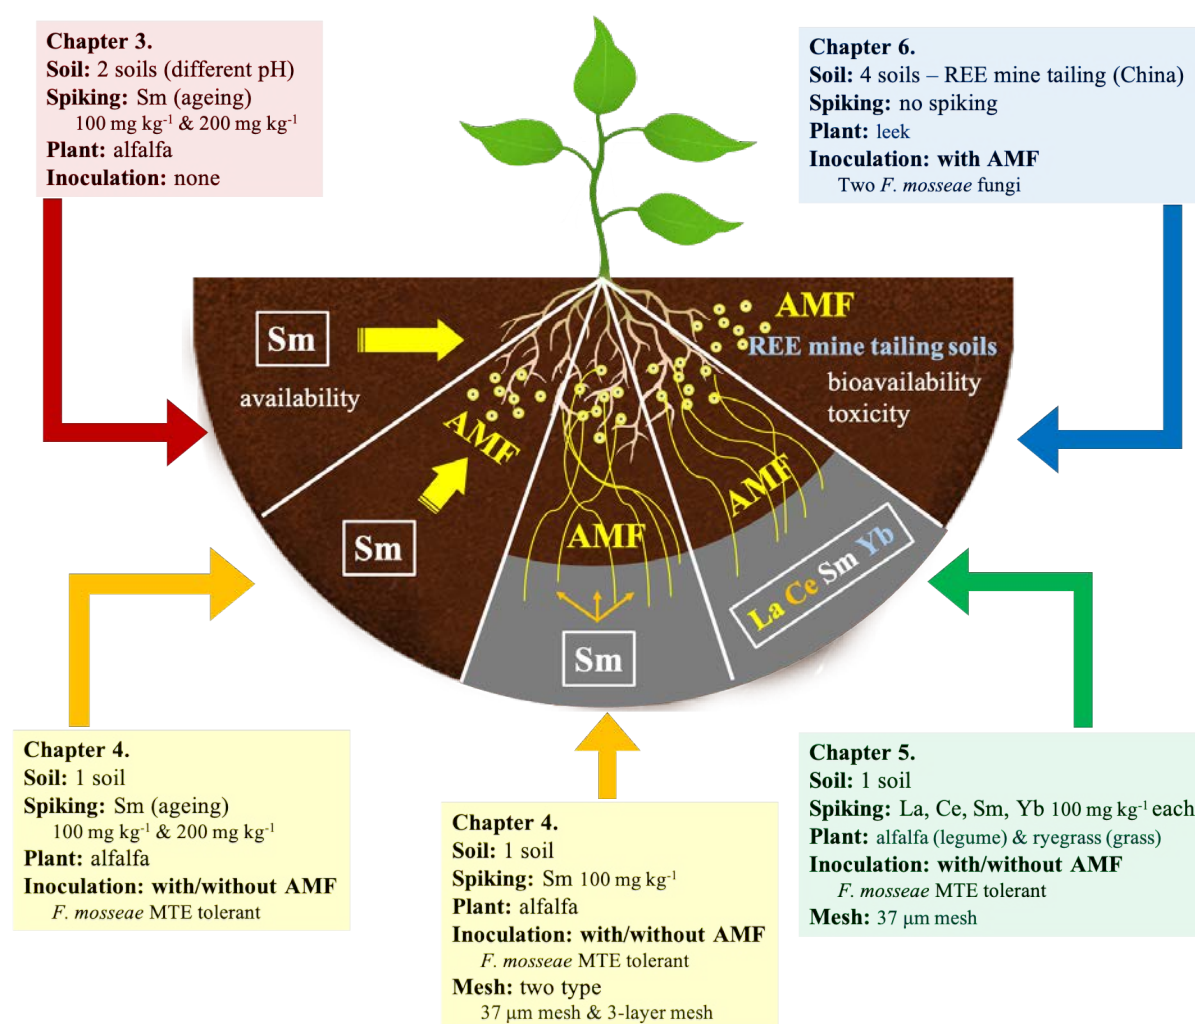 Chapter 3.
Soil: 2 soils (different pH)
Spiking: Sm (ageing)
100 mg kg-1 & 200 mg kg-1
Plant: alfalfa
Inoculation: none
Chapter 6.
Soil: 4 soils – REE mine tailing (China)
Spiking: no spiking
Plant: leek
Inoculation: with AMF
Two F. mosseae fungi
Sm
availability
AMF
Sm
AMF
Sm
AMF
La Ce Sm Yb
AMF
REE mine tailing soils
bioavailability
toxicity
Chapter 4.
Soil: 1 soil
Spiking: Sm (ageing)
100 mg kg-1 & 200 mg kg-1
Plant: alfalfa
Inoculation: with/without AMF
F. mosseae MTE tolerant
Chapter 4.
Soil: 1 soil
Spiking: Sm 100 mg kg-1
Plant: alfalfa
Inoculation: with/without AMF
F. mosseae MTE tolerant
Mesh: two type
37 μm mesh & 3-layer mesh
Chapter 5.
Soil: 1 soil
Spiking: La, Ce, Sm, Yb 100 mg kg-1 each
Plant: alfalfa (legume) & ryegrass (grass)
Inoculation: with/without AMF
F. mosseae MTE tolerant
Mesh: 37 μm mesh